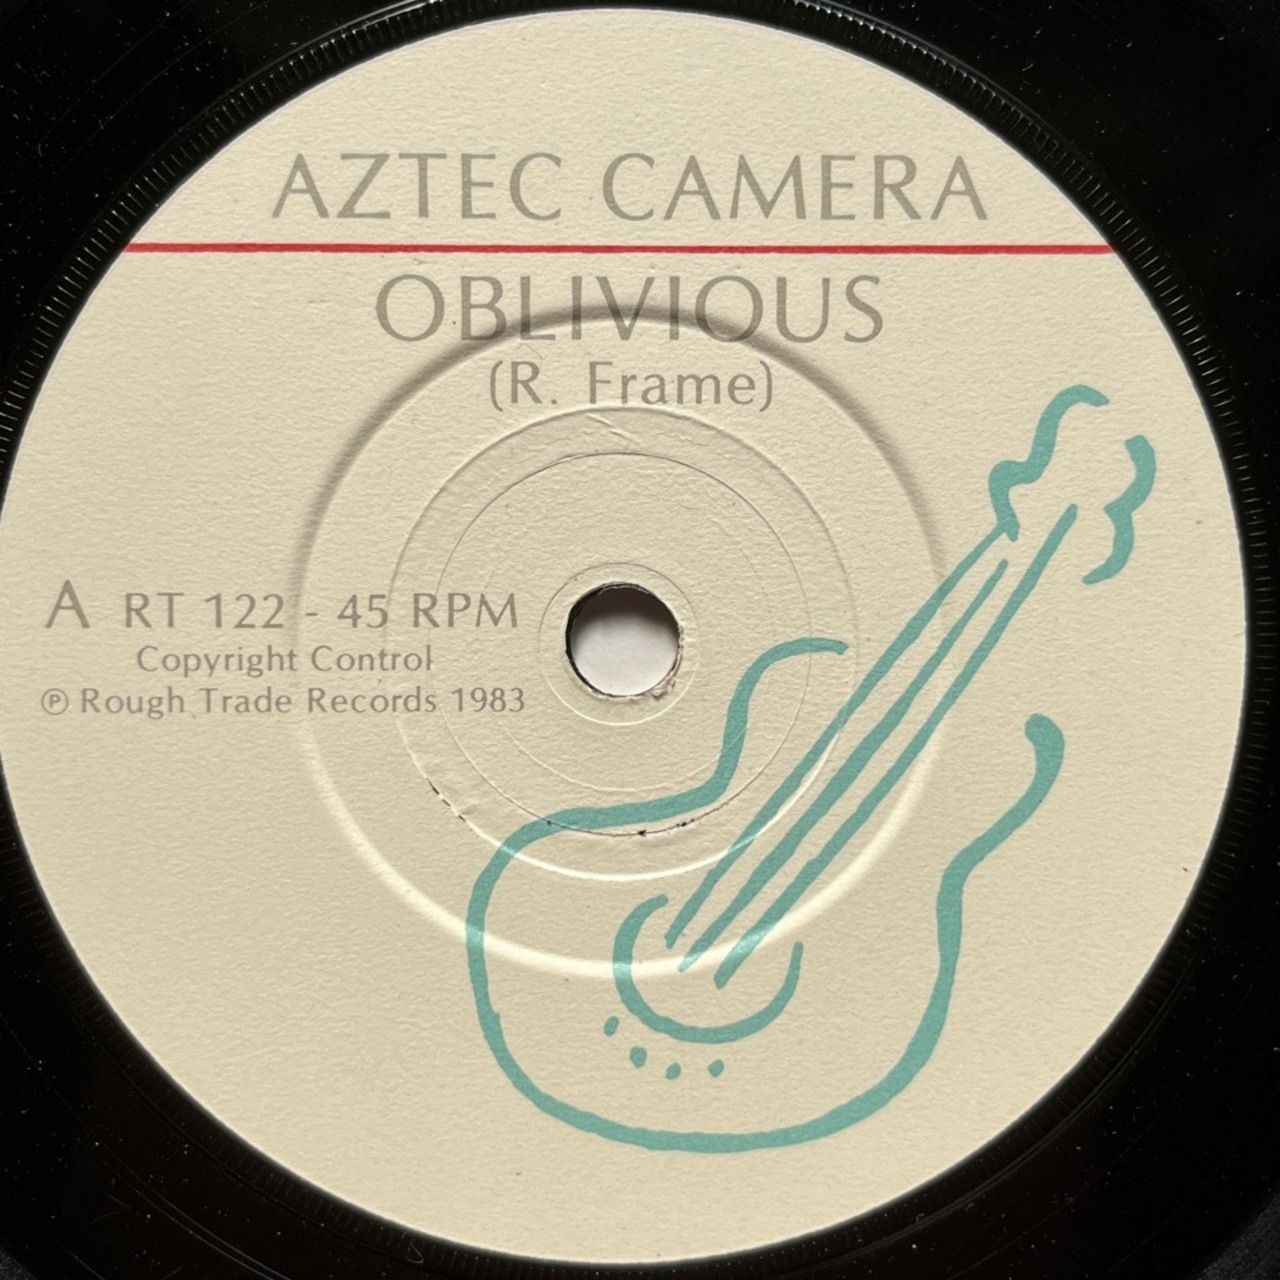 AZTEC CAMERA
OBLIVIOUS
(R. Frame)
A RT 122 - 45 RPM
Copyright Control
℗ Rough Trade Records 1983